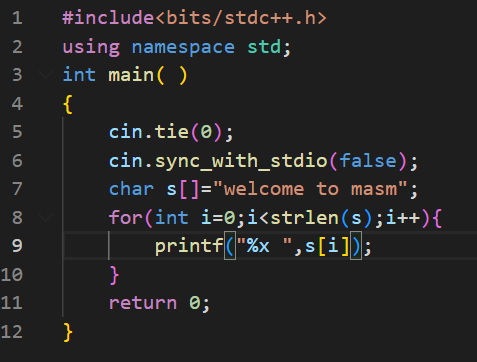 1 #include<bits/stdc++.h>
2 using namespace std;
3 int main( )
4 {
5 cin.tie(0);
6 cin.sync_with_stdio(false);
7 char s[]="welcome to masm";
8 for(int i=0;i<strlen(s);i++){
9 printf("%x ",s[i]);
10 }
11 return 0;
12 }